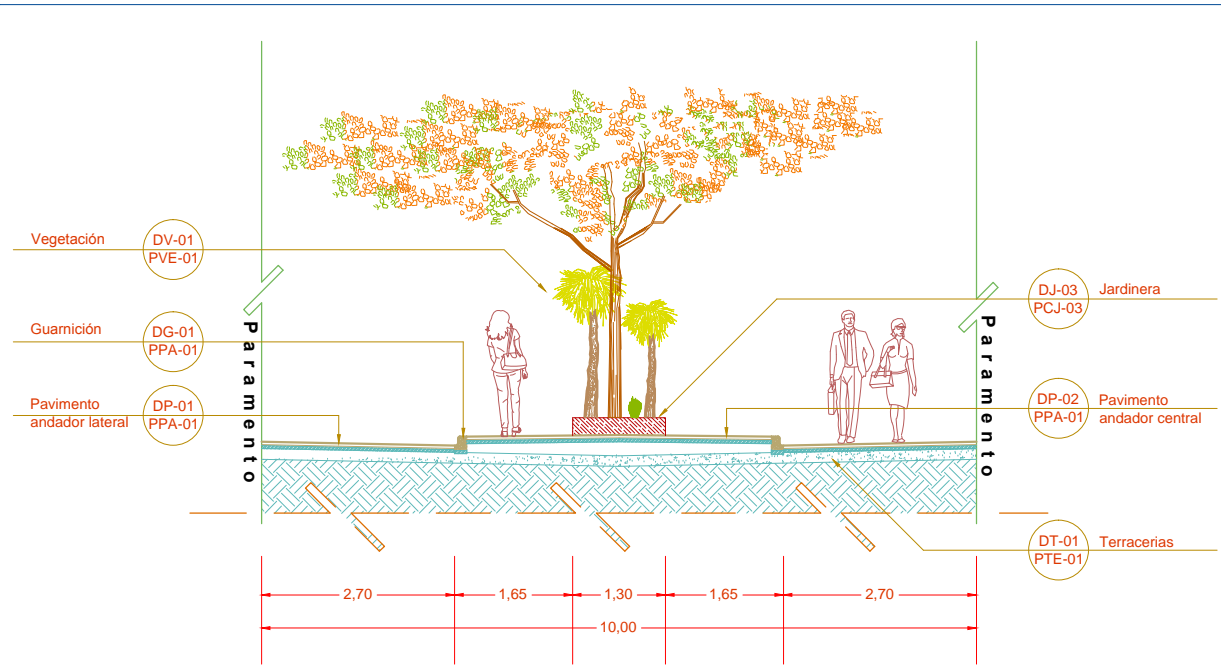 Vegetación
DV-01
PVE-01
Guarnición
DG-01
PPA-01
Pavimento
andador lateral
DP-01
PPA-01
Paramento
Paramento
DJ-03
PCJ-03
Jardinera
DP-02
PPA-01
Pavimento
andador central
DT-01
PTE-01
Terracerias
2,70
1,65
1,30
1,65
2,70
10,00